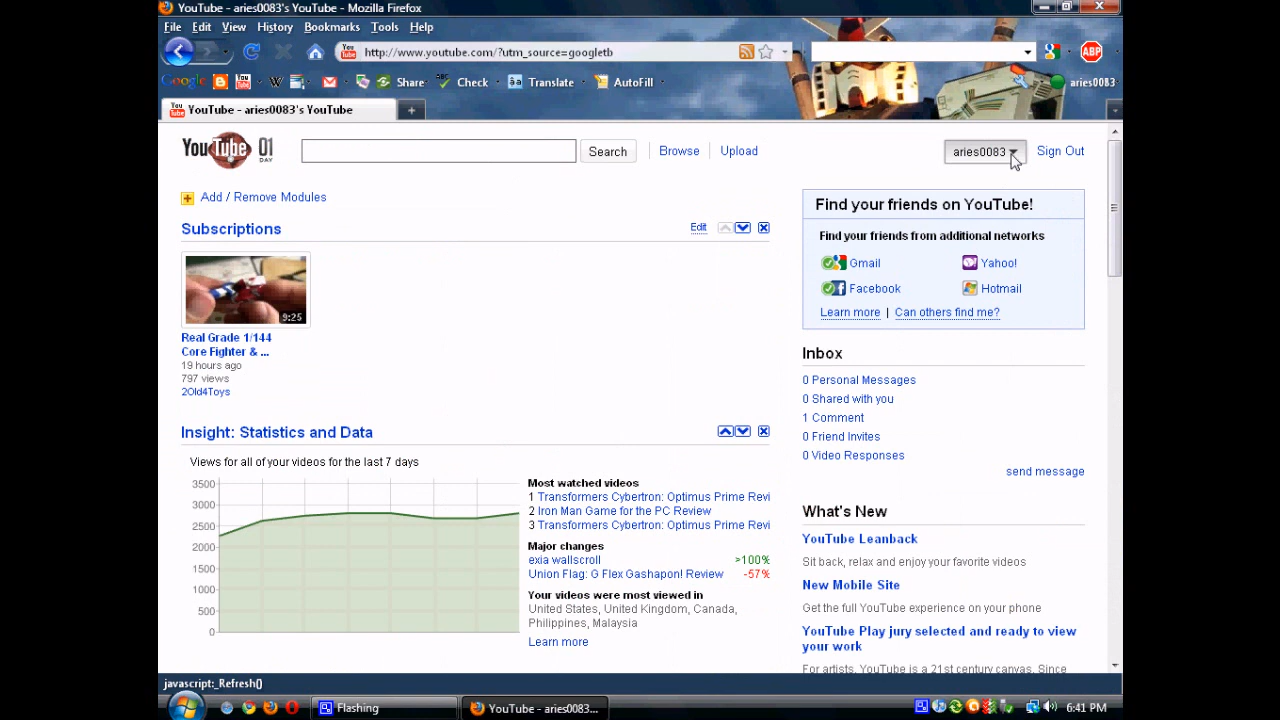 YouTube - aries0083's YouTube - Mozilla Firefox
File Edit View History Bookmarks Tools Help
http://www.youtube.com/?utm_source=googletb
ABP
Google Share Check Translate AutoFill aries0083
YouTube - aries0083's YouTube
YouTube 01 DAY
Search Browse Upload aries0083 Sign Out
Add / Remove Modules
Subscriptions Edit
9:25
Real Grade 1/144
Core Fighter & ...
19 hours ago
797 views
2Old4Toys
Insight: Statistics and Data
Views for all of your videos for the last 7 days
3500
3000
2500
2000
1500
1000
500
0
Most watched videos
1 Transformers Cybertron: Optimus Prime Revi
2 Iron Man Game for the PC Review
3 Transformers Cybertron: Optimus Prime Revi
Major changes
exia wallscroll >100%
Union Flag: G Flex Gashapon! Review -57%
Your videos were most viewed in
United States, United Kingdom, Canada,
Philippines, Malaysia
Learn more
Find your friends on YouTube!
Find your friends from additional networks
Gmail Yahoo!
Facebook Hotmail
Learn more | Can others find me?
Inbox
0 Personal Messages
0 Shared with you
1 Comment
0 Friend Invites
0 Video Responses
send message
What's New
YouTube Leanback
Sit back, relax and enjoy your favorite videos
New Mobile Site
Get the full YouTube experience on your phone
YouTube Play jury selected and ready to view
your work
For artists, YouTube is a 21st century canvas. Since
javascript:_Refresh()
Flashing YouTube - aries0083... 6:41 PM